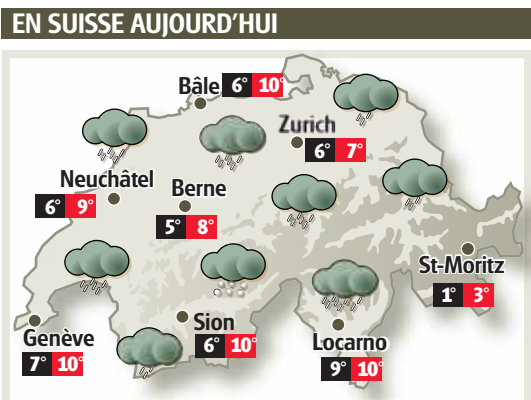 EN SUISSE AUJOURD'HUI
Bâle 6° 10°
Zurich
6° 7°
Neuchâtel
6° 9°
Berne
5° 8°
St-Moritz
1° 3°
Genève
7° 10°
Sion
6° 10°
Locarno
9° 10°